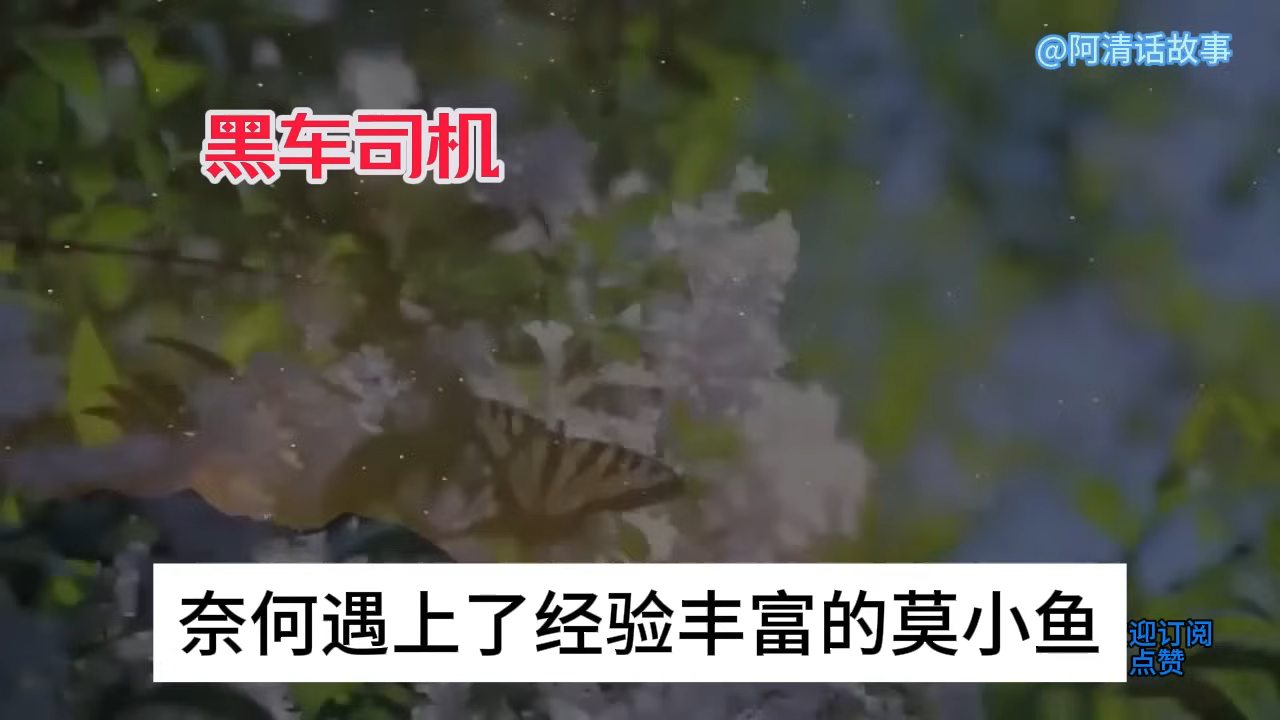 @阿清话故事
黑车司机
奈何遇上了经验丰富的莫小鱼
迎订阅
点赞